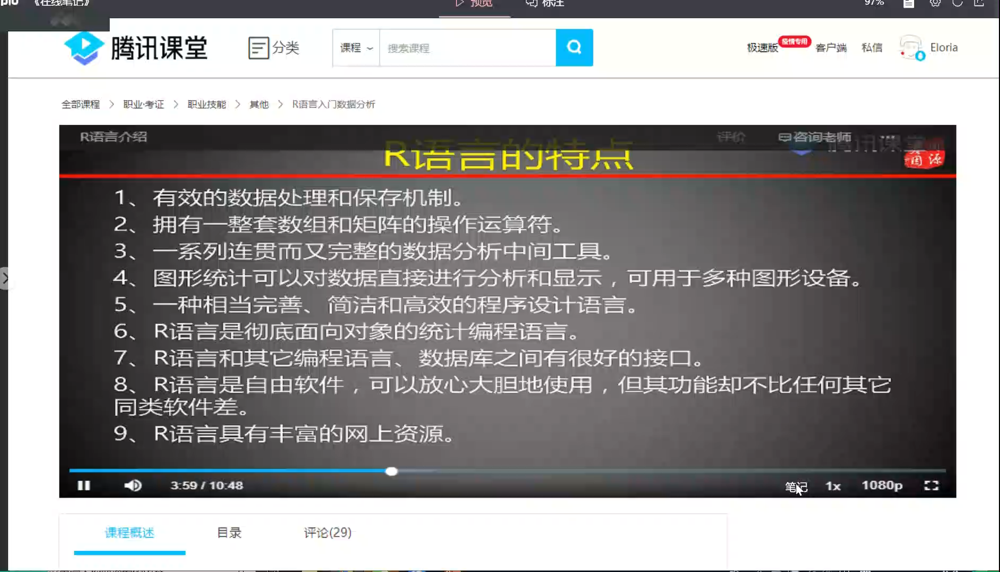 《在线笔记》
预览
标注
97%
腾讯课堂
分类
课程
搜索课程
极速版
疫情专用
客户端
私信
Eloria
全部课程 > 职业·考证 > 职业技能 > 其他 > R语言入门数据分析
R语言介绍
评价
咨询老师
腾讯课堂
R语言的特点
1、有效的数据处理和保存机制。
2、拥有一整套数组和矩阵的操作运算符。
3、一系列连贯而又完整的数据分析中间工具。
4、图形统计可以对数据直接进行分析和显示，可用于多种图形设备。
5、一种相当完善、简洁和高效的程序设计语言。
6、R语言是彻底面向对象的统计编程语言。
7、R语言和其它编程语言、数据库之间有很好的接口。
8、R语言是自由软件，可以放心大胆地使用，但其功能却不比任何其它
同类软件差。
9、R语言具有丰富的网上资源。
3:59 / 10:48
笔记
1x
1080p
课程概述
目录
评论(29)